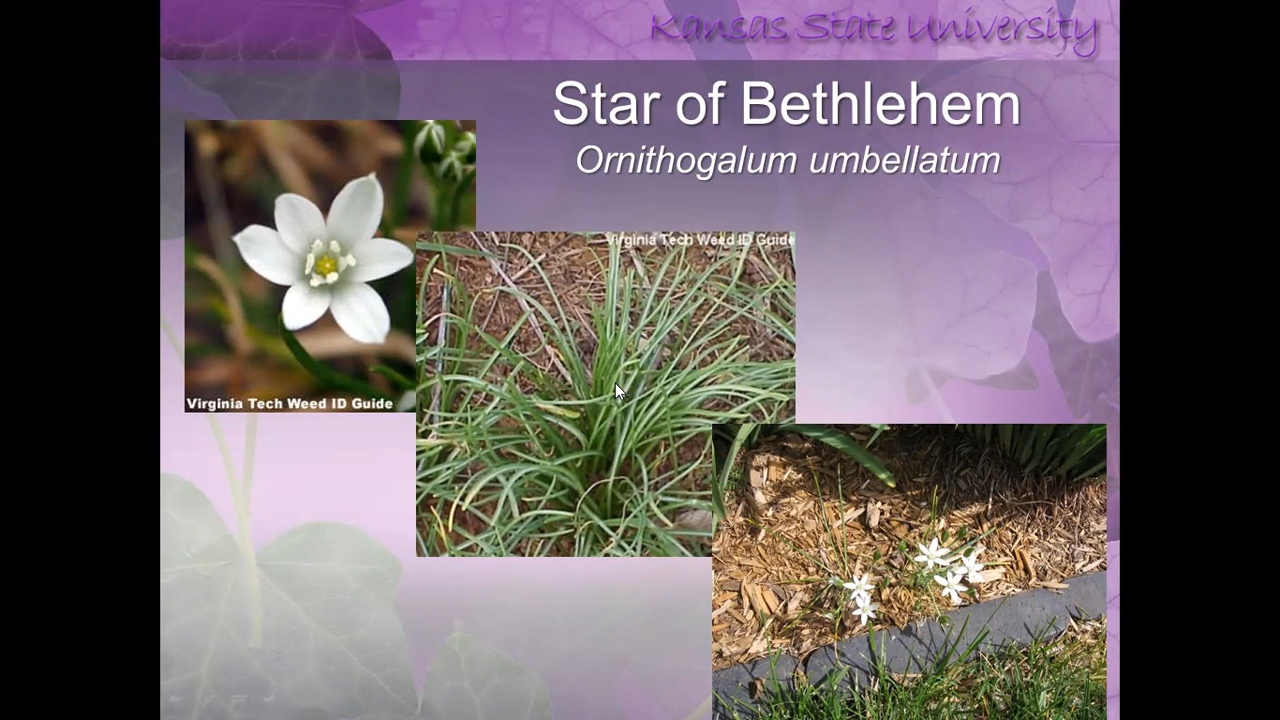 Kansas State University
Star of Bethlehem
Ornithogalum umbellatum
Virginia Tech Weed ID Guide
Virginia Tech Weed ID Guide